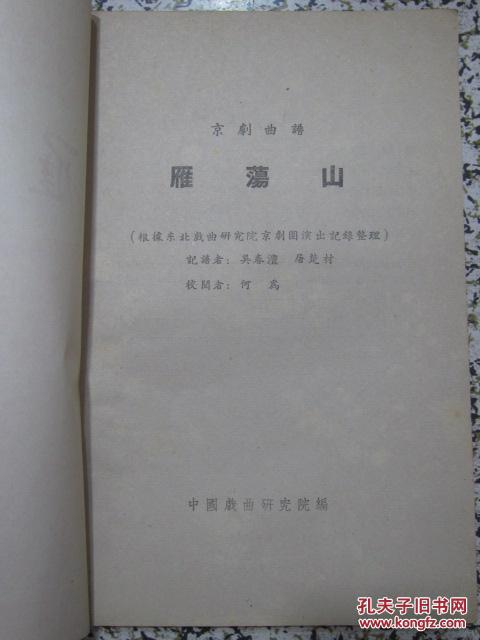 京劇曲譜
雁蕩山
(根據东北戲曲研究院京劇團演出記錄整理)
記譜者：吳春澧 居楚村
校閱者：何爲
中國戲曲研究院編
孔夫子旧书网
www.kongfz.com